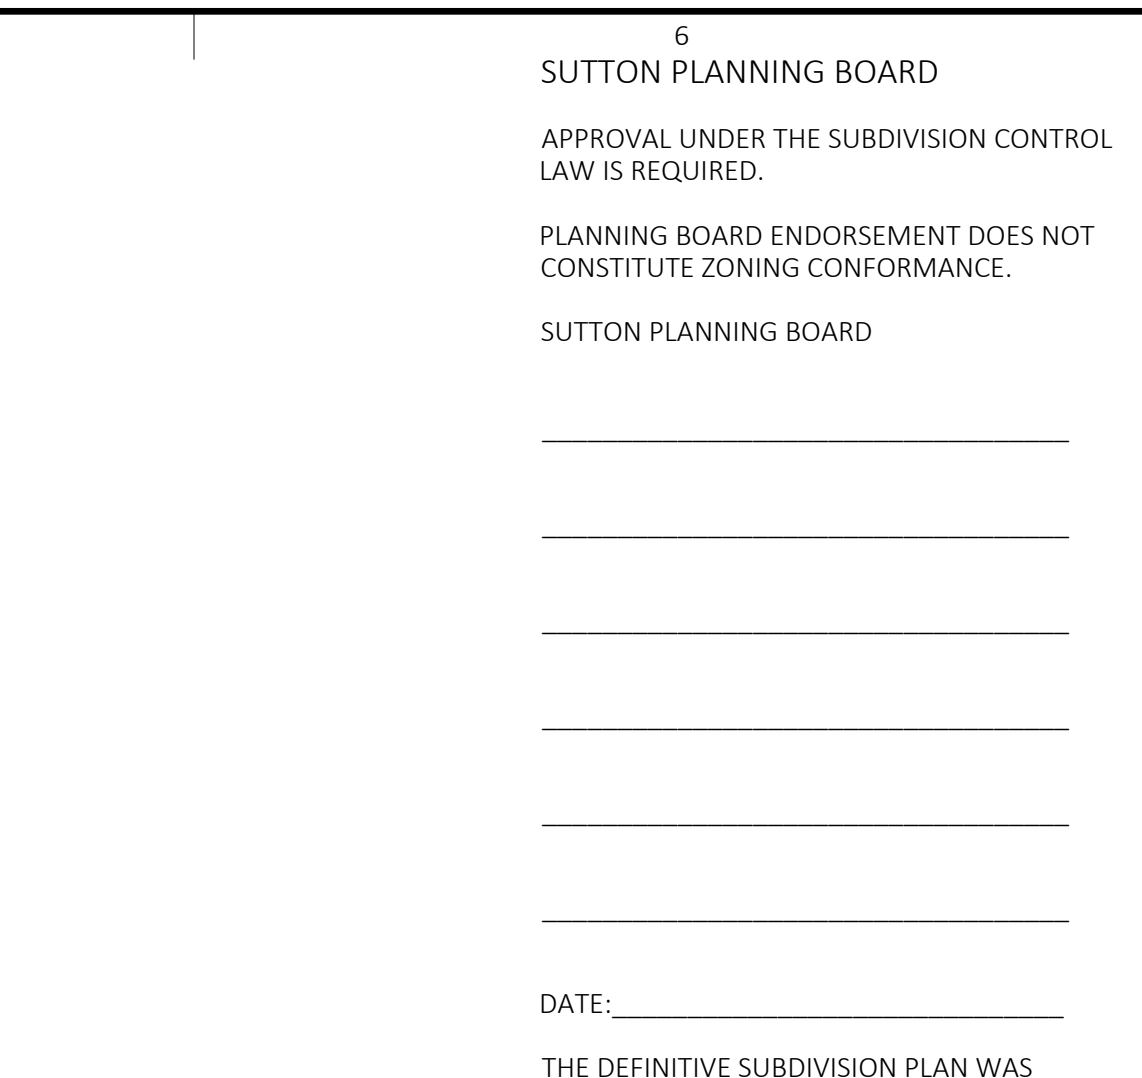 6
SUTTON PLANNING BOARD
APPROVAL UNDER THE SUBDIVISION CONTROL
LAW IS REQUIRED.
PLANNING BOARD ENDORSEMENT DOES NOT
CONSTITUTE ZONING CONFORMANCE.
SUTTON PLANNING BOARD
DATE:
THE DEFINITIVE SUBDIVISION PLAN WAS